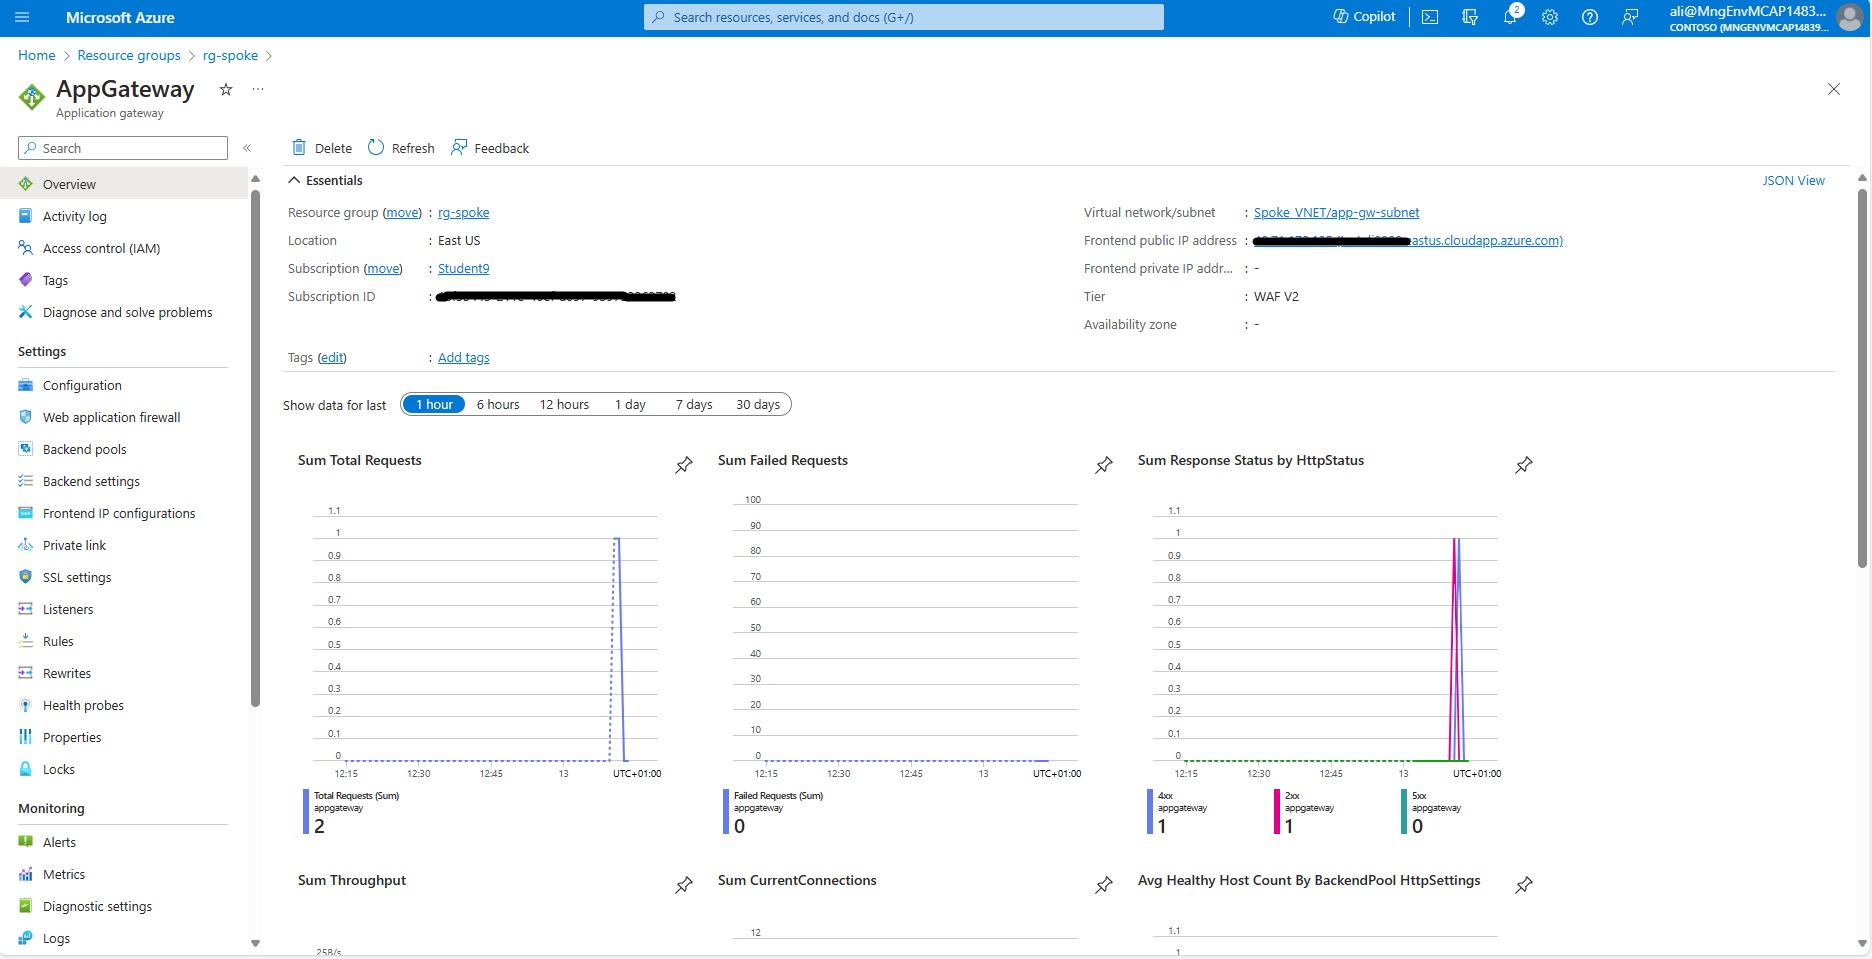 Microsoft Azure
Search resources, services, and docs (G+/)
Copilot
2
ali@MngEnvMCAP1483...
CONTOSO (MNGENVMCAP14839...
Home > Resource groups > rg-spoke >
AppGateway
Application gateway
Search
Overview
Activity log
Access control (IAM)
Tags
Diagnose and solve problems
Settings
Configuration
Web application firewall
Backend pools
Backend settings
Frontend IP configurations
Private link
SSL settings
Listeners
Rules
Rewrites
Health probes
Properties
Locks
Monitoring
Alerts
Metrics
Diagnostic settings
Logs
Delete Refresh Feedback
Essentials
JSON View
Resource group (move) : rg-spoke
Location : East US
Subscription (move) : Student9
Subscription ID :
Tags (edit) : Add tags
Virtual network/subnet : Spoke_VNET/app-gw-subnet
Frontend public IP address : astus.cloudapp.azure.com)
Frontend private IP addr... : -
Tier : WAF V2
Availability zone : -
Show data for last 1 hour 6 hours 12 hours 1 day 7 days 30 days
Sum Total Requests
1.1
1
0.9
0.8
0.7
0.6
0.5
0.4
0.3
0.2
0.1
0
12:15 12:30 12:45 13 UTC+01:00
Total Requests (Sum)
appgateway
2
Sum Failed Requests
100
90
80
70
60
50
40
30
20
10
0
12:15 12:30 12:45 13 UTC+01:00
Failed Requests (Sum)
appgateway
0
Sum Response Status by HttpStatus
1.1
1
0.9
0.8
0.7
0.6
0.5
0.4
0.3
0.2
0.1
0
12:15 12:30 12:45 13 UTC+01:00
4xx
appgateway
1
2xx
appgateway
1
5xx
appgateway
0
Sum Throughput
25B/s
Sum CurrentConnections
12
Avg Healthy Host Count By BackendPool HttpSettings
1.1
1